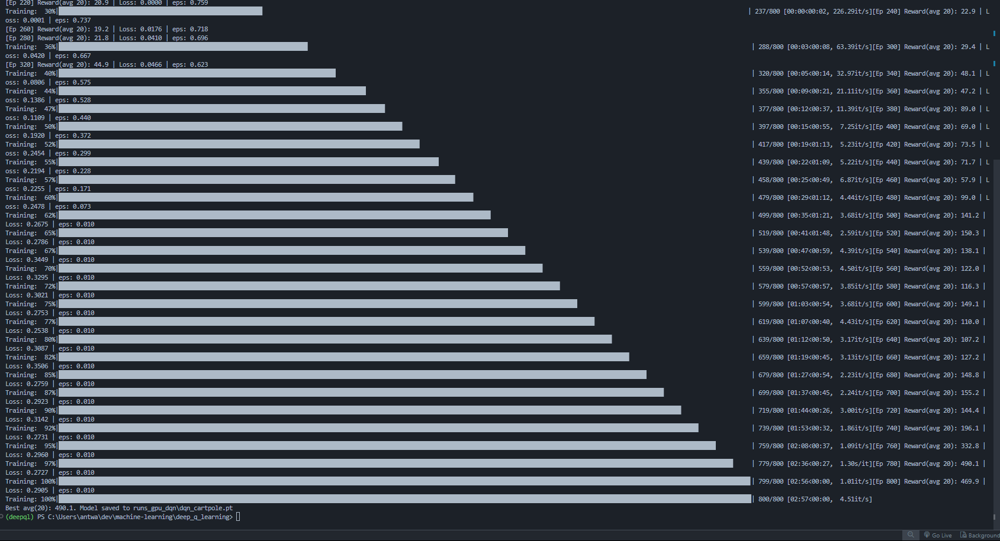 [Ep 220] Reward(avg 20): 20.9 | Loss: 0.0000 | eps: 0.759
Training:  30%| | 237/800 [00:00<00:02, 226.29it/s][Ep 240] Reward(avg 20): 22.9 | L
oss: 0.0001 | eps: 0.737
[Ep 260] Reward(avg 20): 19.2 | Loss: 0.0176 | eps: 0.718
[Ep 280] Reward(avg 20): 21.8 | Loss: 0.0410 | eps: 0.696
Training:  36%| | 288/800 [00:03<00:08, 63.39it/s][Ep 300] Reward(avg 20): 29.4 | L
oss: 0.0420 | eps: 0.667
[Ep 320] Reward(avg 20): 44.9 | Loss: 0.0466 | eps: 0.623
Training:  40%| | 320/800 [00:05<00:14, 32.97it/s][Ep 340] Reward(avg 20): 48.1 | L
oss: 0.0806 | eps: 0.575
Training:  44%| | 355/800 [00:09<00:21, 21.11it/s][Ep 360] Reward(avg 20): 47.2 | L
oss: 0.1386 | eps: 0.528
Training:  47%| | 377/800 [00:12<00:37, 11.39it/s][Ep 380] Reward(avg 20): 89.0 | L
oss: 0.1109 | eps: 0.440
Training:  50%| | 397/800 [00:15<00:55,  7.25it/s][Ep 400] Reward(avg 20): 69.0 | L
oss: 0.1920 | eps: 0.372
Training:  52%| | 417/800 [00:19<01:13,  5.23it/s][Ep 420] Reward(avg 20): 73.5 | L
oss: 0.2454 | eps: 0.299
Training:  55%| | 439/800 [00:22<01:09,  5.22it/s][Ep 440] Reward(avg 20): 71.7 | L
oss: 0.2194 | eps: 0.228
Training:  57%| | 458/800 [00:25<00:49,  6.87it/s][Ep 460] Reward(avg 20): 57.9 | L
oss: 0.2255 | eps: 0.171
Training:  60%| | 479/800 [00:29<01:12,  4.44it/s][Ep 480] Reward(avg 20): 99.0 | L
oss: 0.2478 | eps: 0.073
Training:  62%| | 499/800 [00:35<01:21,  3.68it/s][Ep 500] Reward(avg 20): 141.2 |
Loss: 0.2675 | eps: 0.010
Training:  65%| | 519/800 [00:41<01:48,  2.59it/s][Ep 520] Reward(avg 20): 150.3 |
Loss: 0.2786 | eps: 0.010
Training:  67%| | 539/800 [00:47<00:59,  4.39it/s][Ep 540] Reward(avg 20): 138.1 |
Loss: 0.3449 | eps: 0.010
Training:  70%| | 559/800 [00:52<00:53,  4.50it/s][Ep 560] Reward(avg 20): 122.0 |
Loss: 0.3295 | eps: 0.010
Training:  72%| | 579/800 [00:57<00:57,  3.85it/s][Ep 580] Reward(avg 20): 116.3 |
Loss: 0.3021 | eps: 0.010
Training:  75%| | 599/800 [01:03<00:54,  3.68it/s][Ep 600] Reward(avg 20): 149.1 |
Loss: 0.2753 | eps: 0.010
Training:  77%| | 619/800 [01:07<00:40,  4.43it/s][Ep 620] Reward(avg 20): 110.0 |
Loss: 0.2538 | eps: 0.010
Training:  80%| | 639/800 [01:12<00:50,  3.17it/s][Ep 640] Reward(avg 20): 107.2 |
Loss: 0.3087 | eps: 0.010
Training:  82%| | 659/800 [01:19<00:45,  3.13it/s][Ep 660] Reward(avg 20): 127.2 |
Loss: 0.3506 | eps: 0.010
Training:  85%| | 679/800 [01:27<00:54,  2.23it/s][Ep 680] Reward(avg 20): 148.8 |
Loss: 0.2759 | eps: 0.010
Training:  87%| | 699/800 [01:37<00:45,  2.24it/s][Ep 700] Reward(avg 20): 155.2 |
Loss: 0.2923 | eps: 0.010
Training:  90%| | 719/800 [01:44<00:26,  3.00it/s][Ep 720] Reward(avg 20): 144.4 |
Loss: 0.3142 | eps: 0.010
Training:  92%| | 739/800 [01:53<00:32,  1.86it/s][Ep 740] Reward(avg 20): 196.1 |
Loss: 0.2731 | eps: 0.010
Training:  95%| | 759/800 [02:08<00:37,  1.09it/s][Ep 760] Reward(avg 20): 332.8 |
Loss: 0.2960 | eps: 0.010
Training:  97%| | 779/800 [02:36<00:27,  1.30s/it][Ep 780] Reward(avg 20): 490.1 |
Loss: 0.2727 | eps: 0.010
Training: 100%| | 799/800 [02:56<00:00,  1.01it/s][Ep 800] Reward(avg 20): 469.9 |
Loss: 0.2905 | eps: 0.010
Training: 100%| | 800/800 [02:57<00:00,  4.51it/s]
Best avg(20): 490.1. Model saved to runs_gpu_dqn\dqn_cartpole.pt
(deepql) PS C:\Users\antwa\dev\machine-learning\deep_q_learning>
Go Live Background